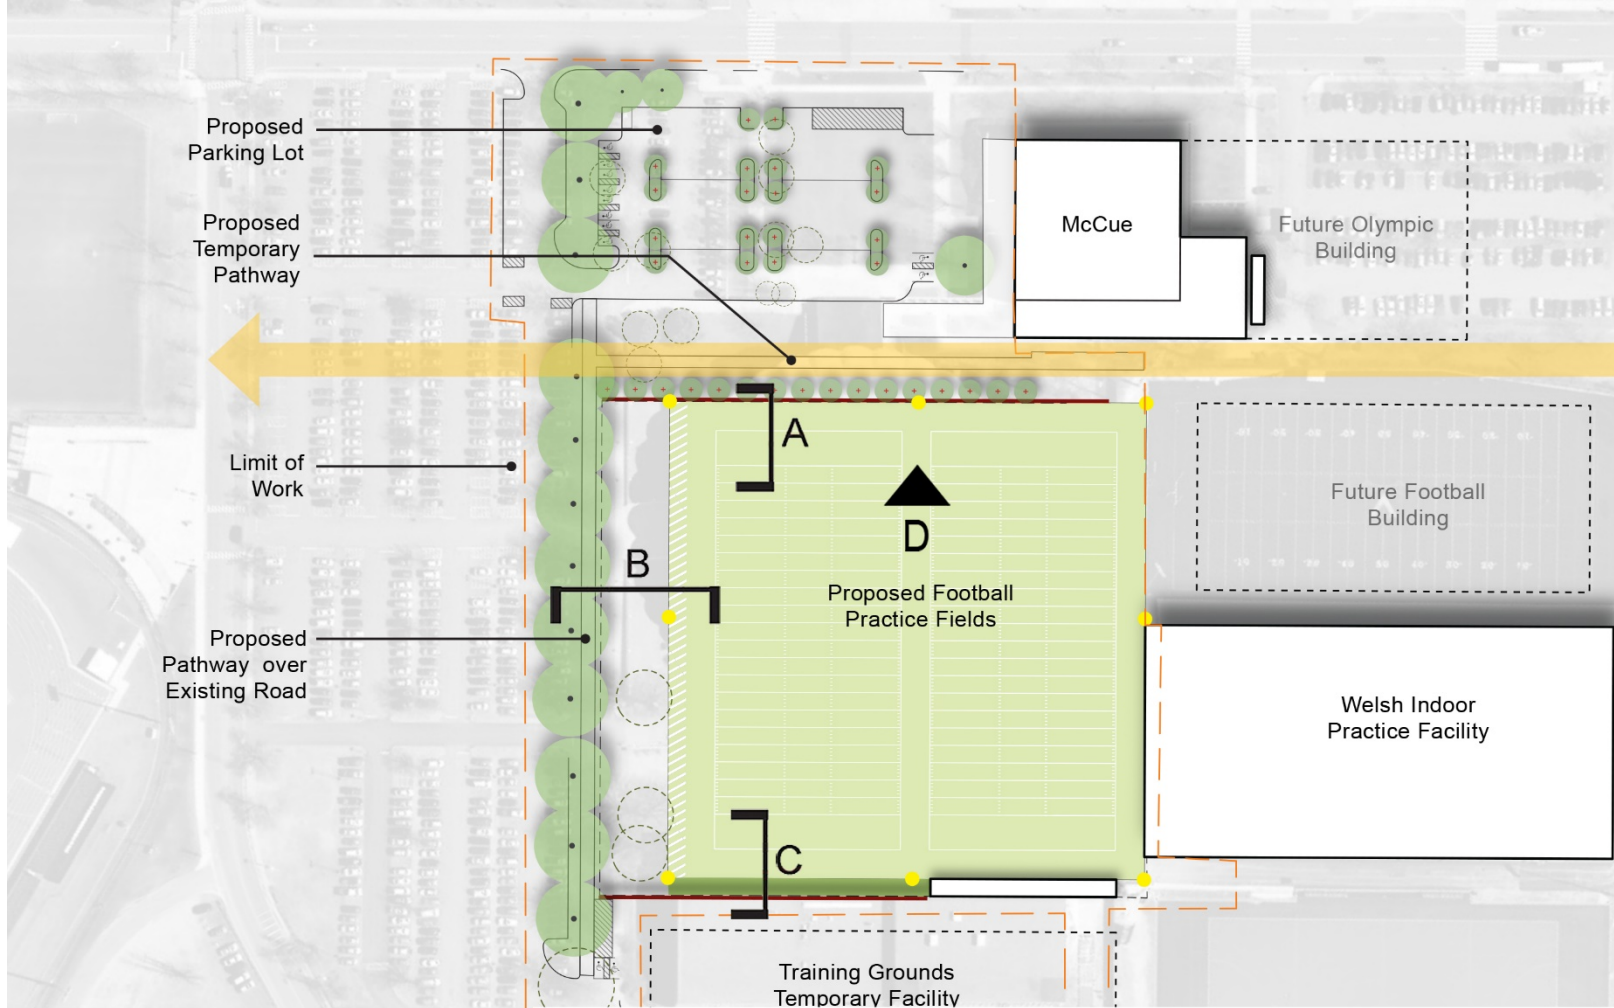 Proposed
Parking Lot
Proposed
Temporary
Pathway
McCue
Future Olympic
Building
A
Limit of
Work
D
Future Football
Building
B
Proposed Football
Practice Fields
Proposed
Pathway over
Existing Road
Welsh Indoor
Practice Facility
C
Training Grounds
Temporary Facility